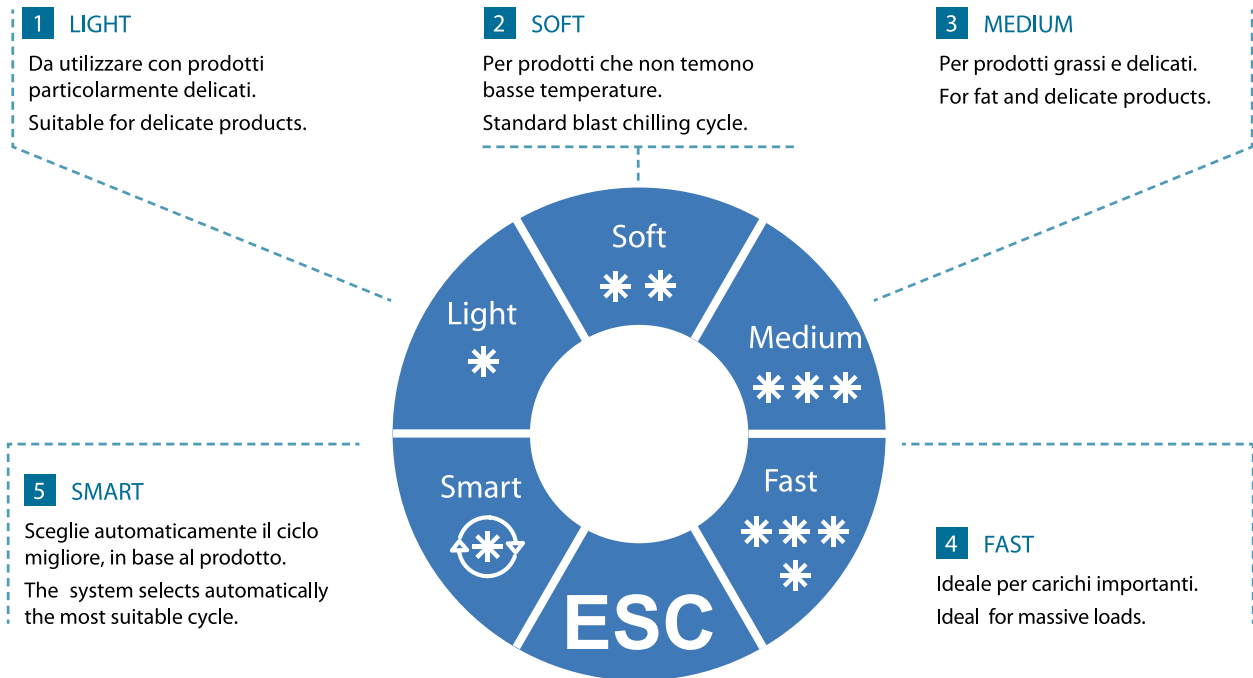 1 LIGHT
Da utilizzare con prodotti
particolarmente delicati.
Suitable for delicate products.
2 SOFT
Per prodotti che non temono
basse temperature.
Standard blast chilling cycle.
3 MEDIUM
Per prodotti grassi e delicati.
For fat and delicate products.
Soft
Light
Medium
Smart
Fast
ESC
5 SMART
Sceglie automaticamente il ciclo
migliore, in base al prodotto.
The system selects automatically
the most suitable cycle.
4 FAST
Ideale per carichi importanti.
Ideal for massive loads.